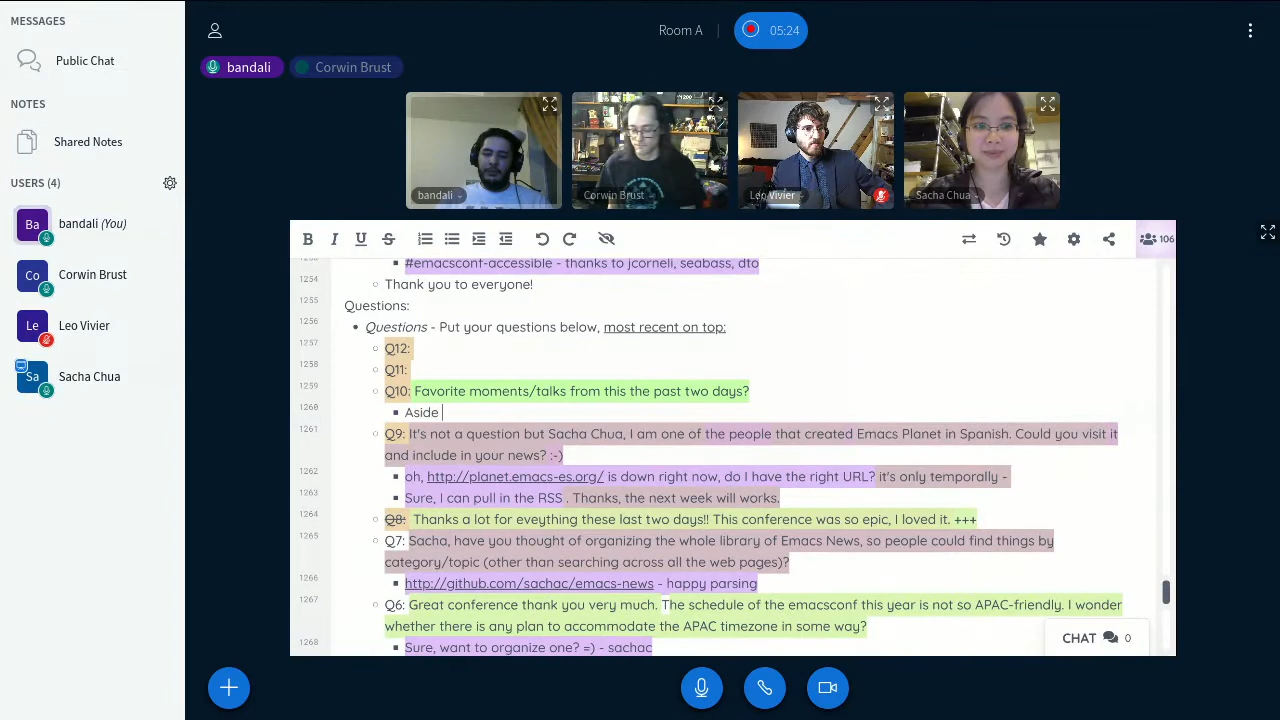 MESSAGES
Public Chat
NOTES
Shared Notes
USERS (4)
Ba
bandali (You)
Co
Corwin Brust
Le
Leo Vivier
Sa
Sacha Chua
Room A
05:24
bandali
Corwin Brust
bandali
Corwin Brust
Leo Vivier
Sacha Chua
B I U S
106
#emacsconf-accessible - thanks to jcorneli, seabass, dto
1254
Thank you to everyone!
1255
Questions:
1256
Questions - Put your questions below, most recent on top:
1257
Q12:
1258
Q11:
1259
Q10: Favorite moments/talks from this the past two days?
1260
Aside
1261
Q9: It's not a question but Sacha Chua, I am one of the people that created Emacs Planet in Spanish. Could you visit it
and include in your news? :-)
1262
oh, http://planet.emacs-es.org/ is down right now, do I have the right URL? it's only temporally -
1263
Sure, I can pull in the RSS . Thanks, the next week will works.
1264
Q8: Thanks a lot for eveything these last two days!! This conference was so epic, I loved it. +++
1265
Q7: Sacha, have you thought of organizing the whole library of Emacs News, so people could find things by
category/topic (other than searching across all the web pages)?
1266
http://github.com/sachac/emacs-news - happy parsing
1267
Q6: Great conference thank you very much. The schedule of the emacsconf this year is not so APAC-friendly. I wonder
whether there is any plan to accommodate the APAC timezone in some way?
1268
Sure, want to organize one? =) - sachac
CHAT 0